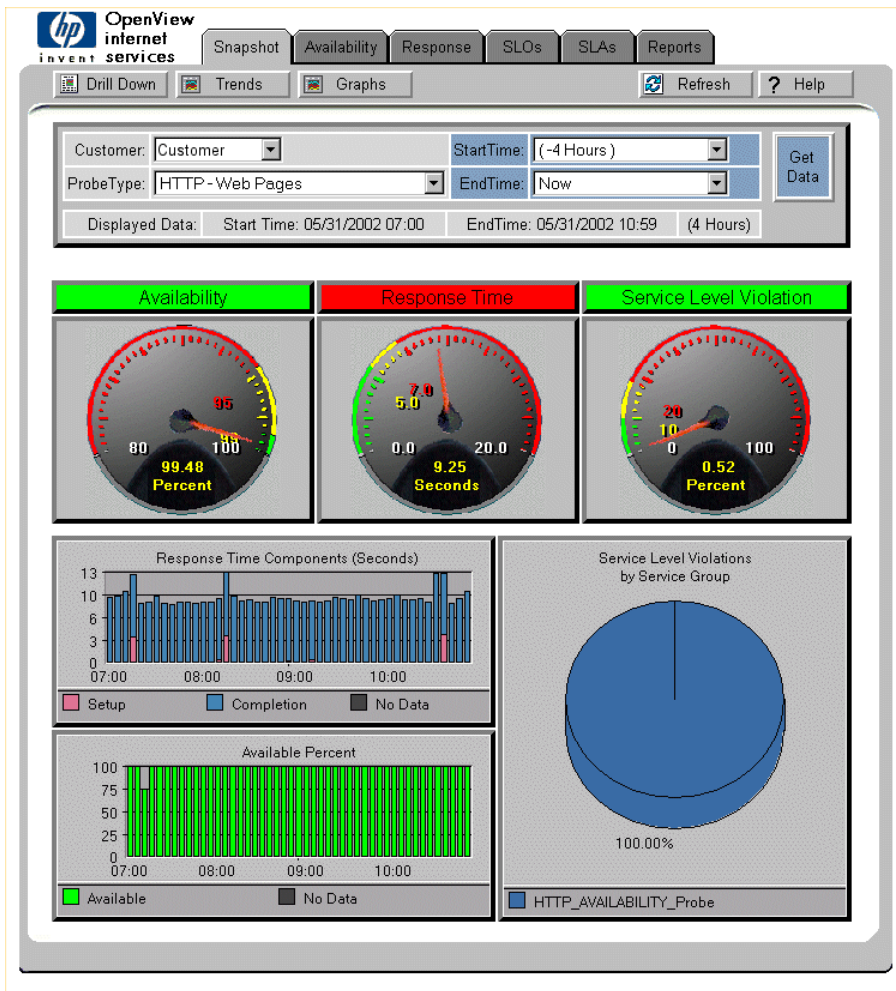 hp
invent
OpenView
internet
services
Snapshot Availability Response SLOs SLAs Reports
Drill Down Trends Graphs Refresh ? Help
Customer: Customer StartTime: (-4 Hours) Get Data
ProbeType: HTTP - Web Pages EndTime: Now
Displayed Data: Start Time: 05/31/2002 07:00 EndTime: 05/31/2002 10:59 (4 Hours)
Availability Response Time Service Level Violation
95
99
80 100
99.48
Percent
7.0
5.0
0.0 20.0
9.25
Seconds
20
10
0 100
0.52
Percent
Response Time Components (Seconds)
13
10
6
3
0
07:00 08:00 09:00 10:00
Setup Completion No Data
Available Percent
100
75
50
25
0
07:00 08:00 09:00 10:00
Available No Data
Service Level Violations
by Service Group
100.00%
HTTP_AVAILABILITY_Probe